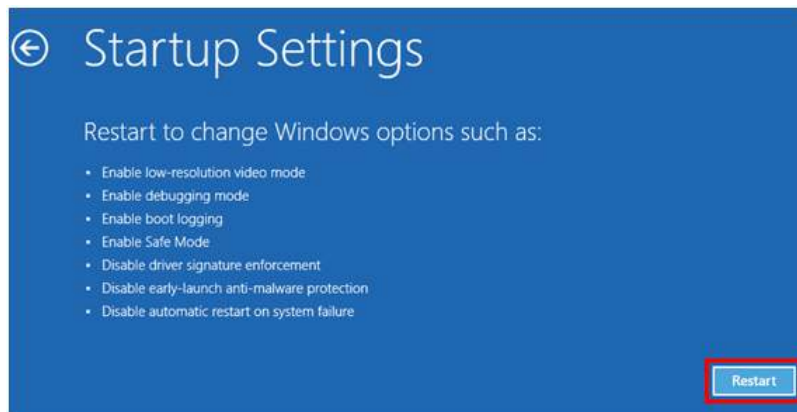 Startup Settings
Restart to change Windows options such as:
• Enable low-resolution video mode
• Enable debugging mode
• Enable boot logging
• Enable Safe Mode
• Disable driver signature enforcement
• Disable early-launch anti-malware protection
• Disable automatic restart on system failure
Restart